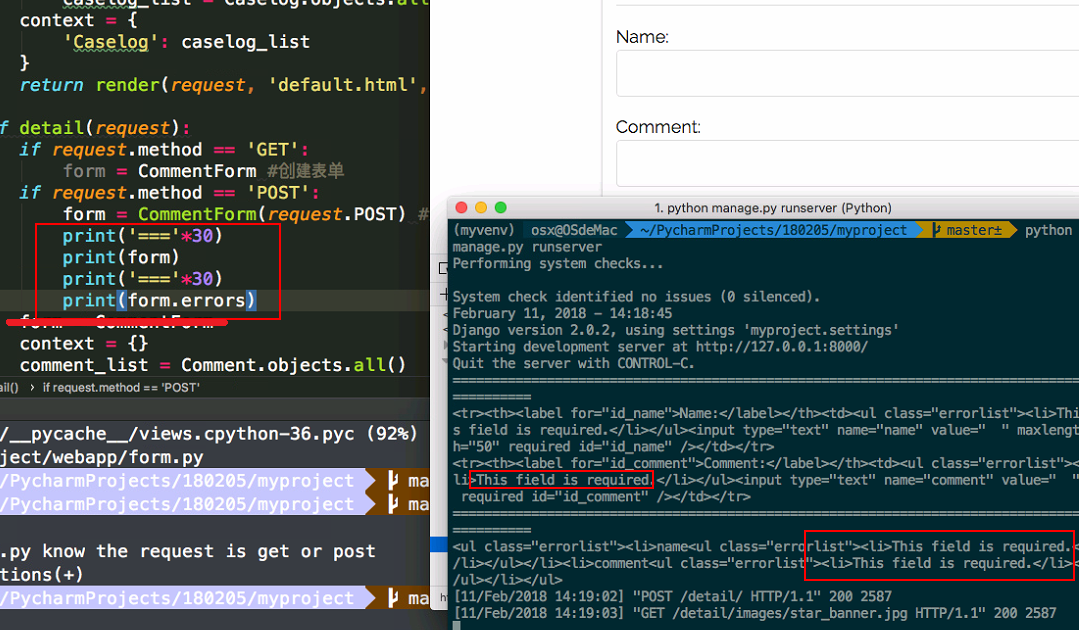 caselog_list = Caselog.objects.all
context = {
'Caselog': caselog_list
}
return render(request, 'default.html',
f detail(request):
if request.method == 'GET':
form = CommentForm #创建表单
if request.method == 'POST':
form = CommentForm(request.POST) #
print('==='*30)
print(form)
print('==='*30)
print(form.errors)
form = CommentForm
context = {}
comment_list = Comment.objects.all()
ail() › if request.method == 'POST'
/__pycache__/views.cpython-36.pyc (92%)
ject/webapp/form.py
/PycharmProjects/180205/myproject ma
/PycharmProjects/180205/myproject ma
.py know the request is get or post
tions(+)
/PycharmProjects/180205/myproject ma
Name:
Comment:
1. python manage.py runserver (Python)
(myvenv) osx@OSdeMac ~/PycharmProjects/180205/myproject master± python
manage.py runserver
Performing system checks...
System check identified no issues (0 silenced).
February 11, 2018 - 14:18:45
Django version 2.0.2, using settings 'myproject.settings'
Starting development server at http://127.0.0.1:8000/
Quit the server with CONTROL-C.
================================================================================
==========
<tr><th><label for="id_name">Name:</label></th><td><ul class="errorlist"><li>Thi
s field is required.</li></ul><input type="text" name="name" value="  " maxlengt
h="50" required id="id_name" /></td></tr>
<tr><th><label for="id_comment">Comment:</label></th><td><ul class="errorlist"><
li>This field is required.</li></ul><input type="text" name="comment" value="  "
required id="id_comment" /></td></tr>
================================================================================
==========
<ul class="errorlist"><li>name<ul class="errorlist"><li>This field is required.<
/li></ul></li><li>comment<ul class="errorlist"><li>This field is required.</li><
/ul></li></ul>
[11/Feb/2018 14:19:02] "POST /detail/ HTTP/1.1" 200 2587
[11/Feb/2018 14:19:03] "GET /detail/images/star_banner.jpg HTTP/1.1" 200 2587